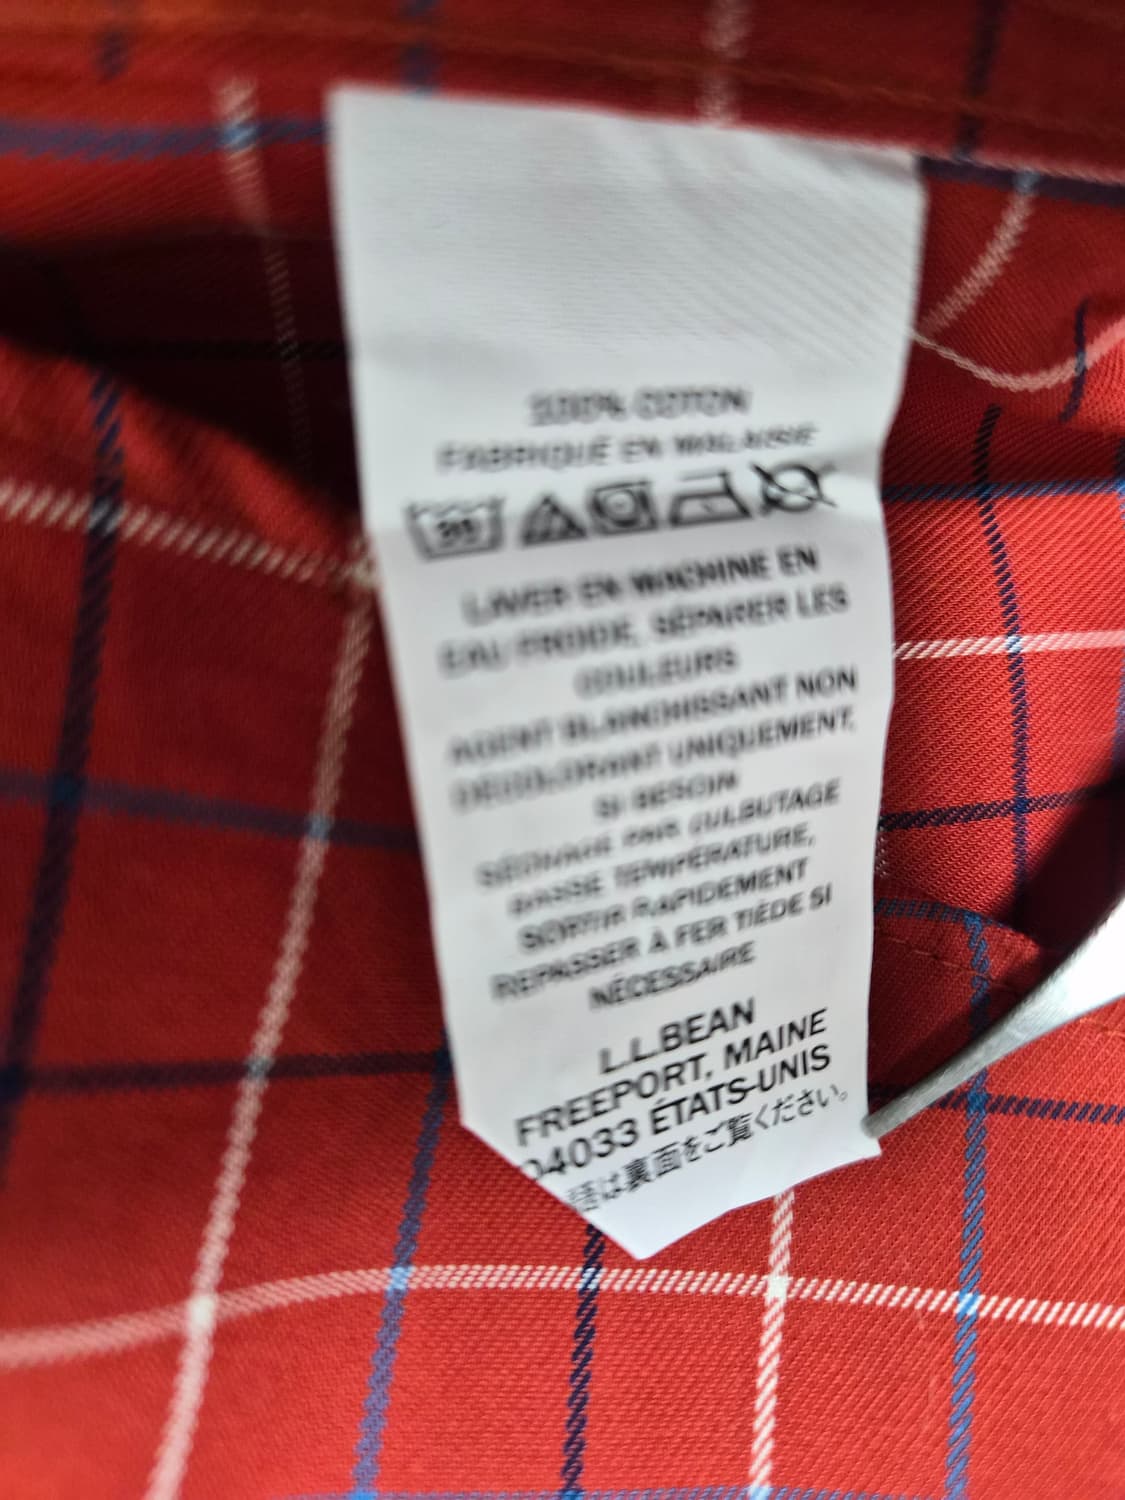 100% COTON
FABRIQUÉ EN MALAISIE
30
LAVER EN MACHINE EN
EAU FROIDE, SÉPARER LES
COULEURS
AGENT BLANCHISSANT NON
DÉCOLORANT UNIQUEMENT,
SI BESOIN
SÉCHAGE PAR CULBUTAGE
BASSE TEMPÉRATURE,
SORTIR RAPIDEMENT
REPASSER À FER TIÈDE SI
NÉCESSAIRE
L.L.BEAN
FREEPORT, MAINE
04033 ÉTATS-UNIS
語は裏面をご覧ください。